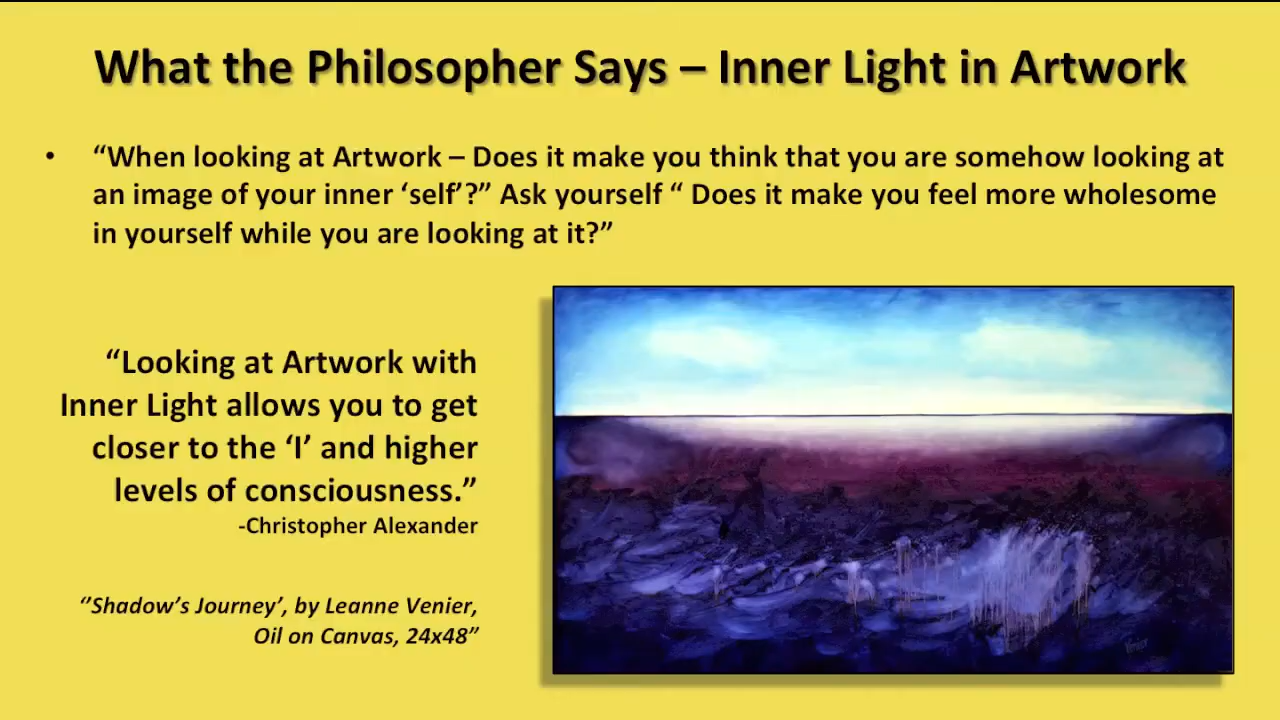 What the Philosopher Says – Inner Light in Artwork
• “When looking at Artwork – Does it make you think that you are somehow looking at
an image of your inner ‘self’?” Ask yourself “ Does it make you feel more wholesome
in yourself while you are looking at it?”
“Looking at Artwork with
Inner Light allows you to get
closer to the ‘I’ and higher
levels of consciousness.”
-Christopher Alexander
‘’Shadow’s Journey’, by Leanne Venier,
Oil on Canvas, 24x48”